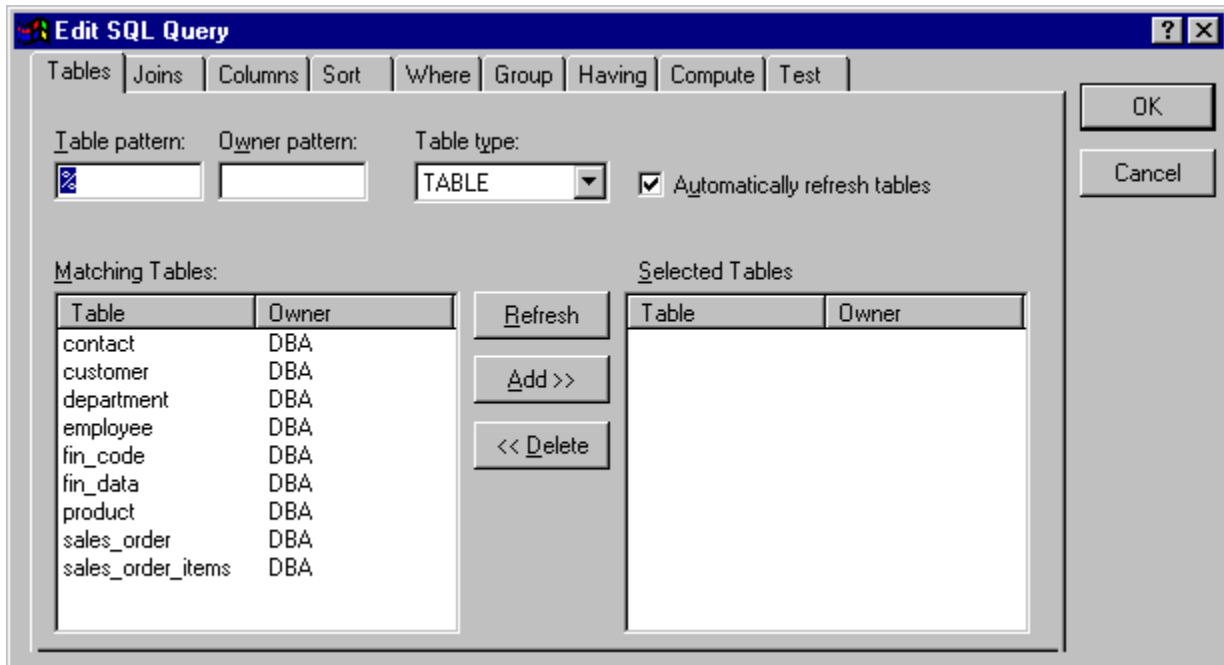 Edit SQL Query
Tables Joins Columns Sort Where Group Having Compute Test
OK
Cancel
Table pattern: Owner pattern: Table type:
% TABLE Automatically refresh tables
Matching Tables: Selected Tables
Table Owner Refresh Table Owner
contact DBA
customer DBA
Add >>
department DBA
employee DBA
<< Delete
fin_code DBA
fin_data DBA
product DBA
sales_order DBA
sales_order_items DBA